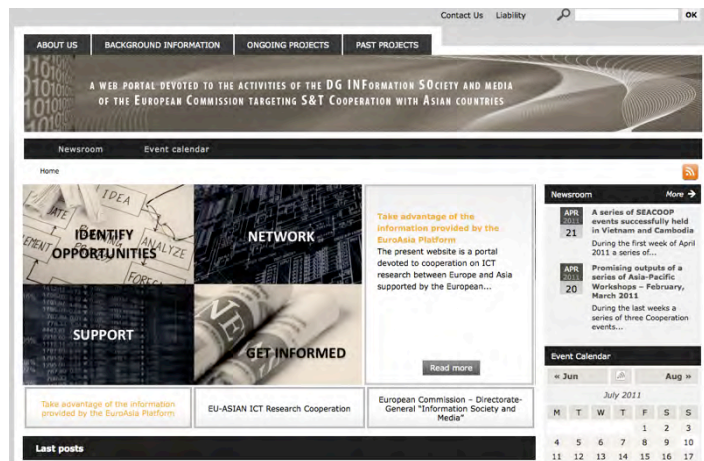 Contact Us Liability OK
ABOUT US BACKGROUND INFORMATION ONGOING PROJECTS PAST PROJECTS
A WEB PORTAL DEVOTED TO THE ACTIVITIES OF THE DG INFORMATION SOCIETY AND MEDIA
OF THE EUROPEAN COMMISSION TARGETING S&T COOPERATION WITH ASIAN COUNTRIES
Newsroom Event calendar
Home
IDEA
ANALYZE
IDENTIFY
OPPORTUNITIES
NETWORK
SUPPORT
GET INFORMED
Take advantage of the
information provided by the
EuroAsia Platform
The present website is a portal
devoted to cooperation on ICT
research between Europe and Asia
supported by the European...
Read more
Take advantage of the information
provided by the EuroAsia Platform
EU-ASIAN ICT Research Cooperation
European Commission – Directorate-
General "Information Society and
Media"
Last posts
Newsroom More →
APR
2011
21
A series of SEACOOP
events successfully held
in Vietnam and Cambodia
During the first week of April
2011 a series of...
APR
2011
20
Promising outputs of a
series of Asia-Pacific
Workshops – February,
March 2011
During the last weeks a
series of three Cooperation
events...
Event Calendar
« Jun Aug »
July 2011
M T W T F S S
1 2 3
4 5 6 7 8 9 10
11 12 13 14 15 16 17